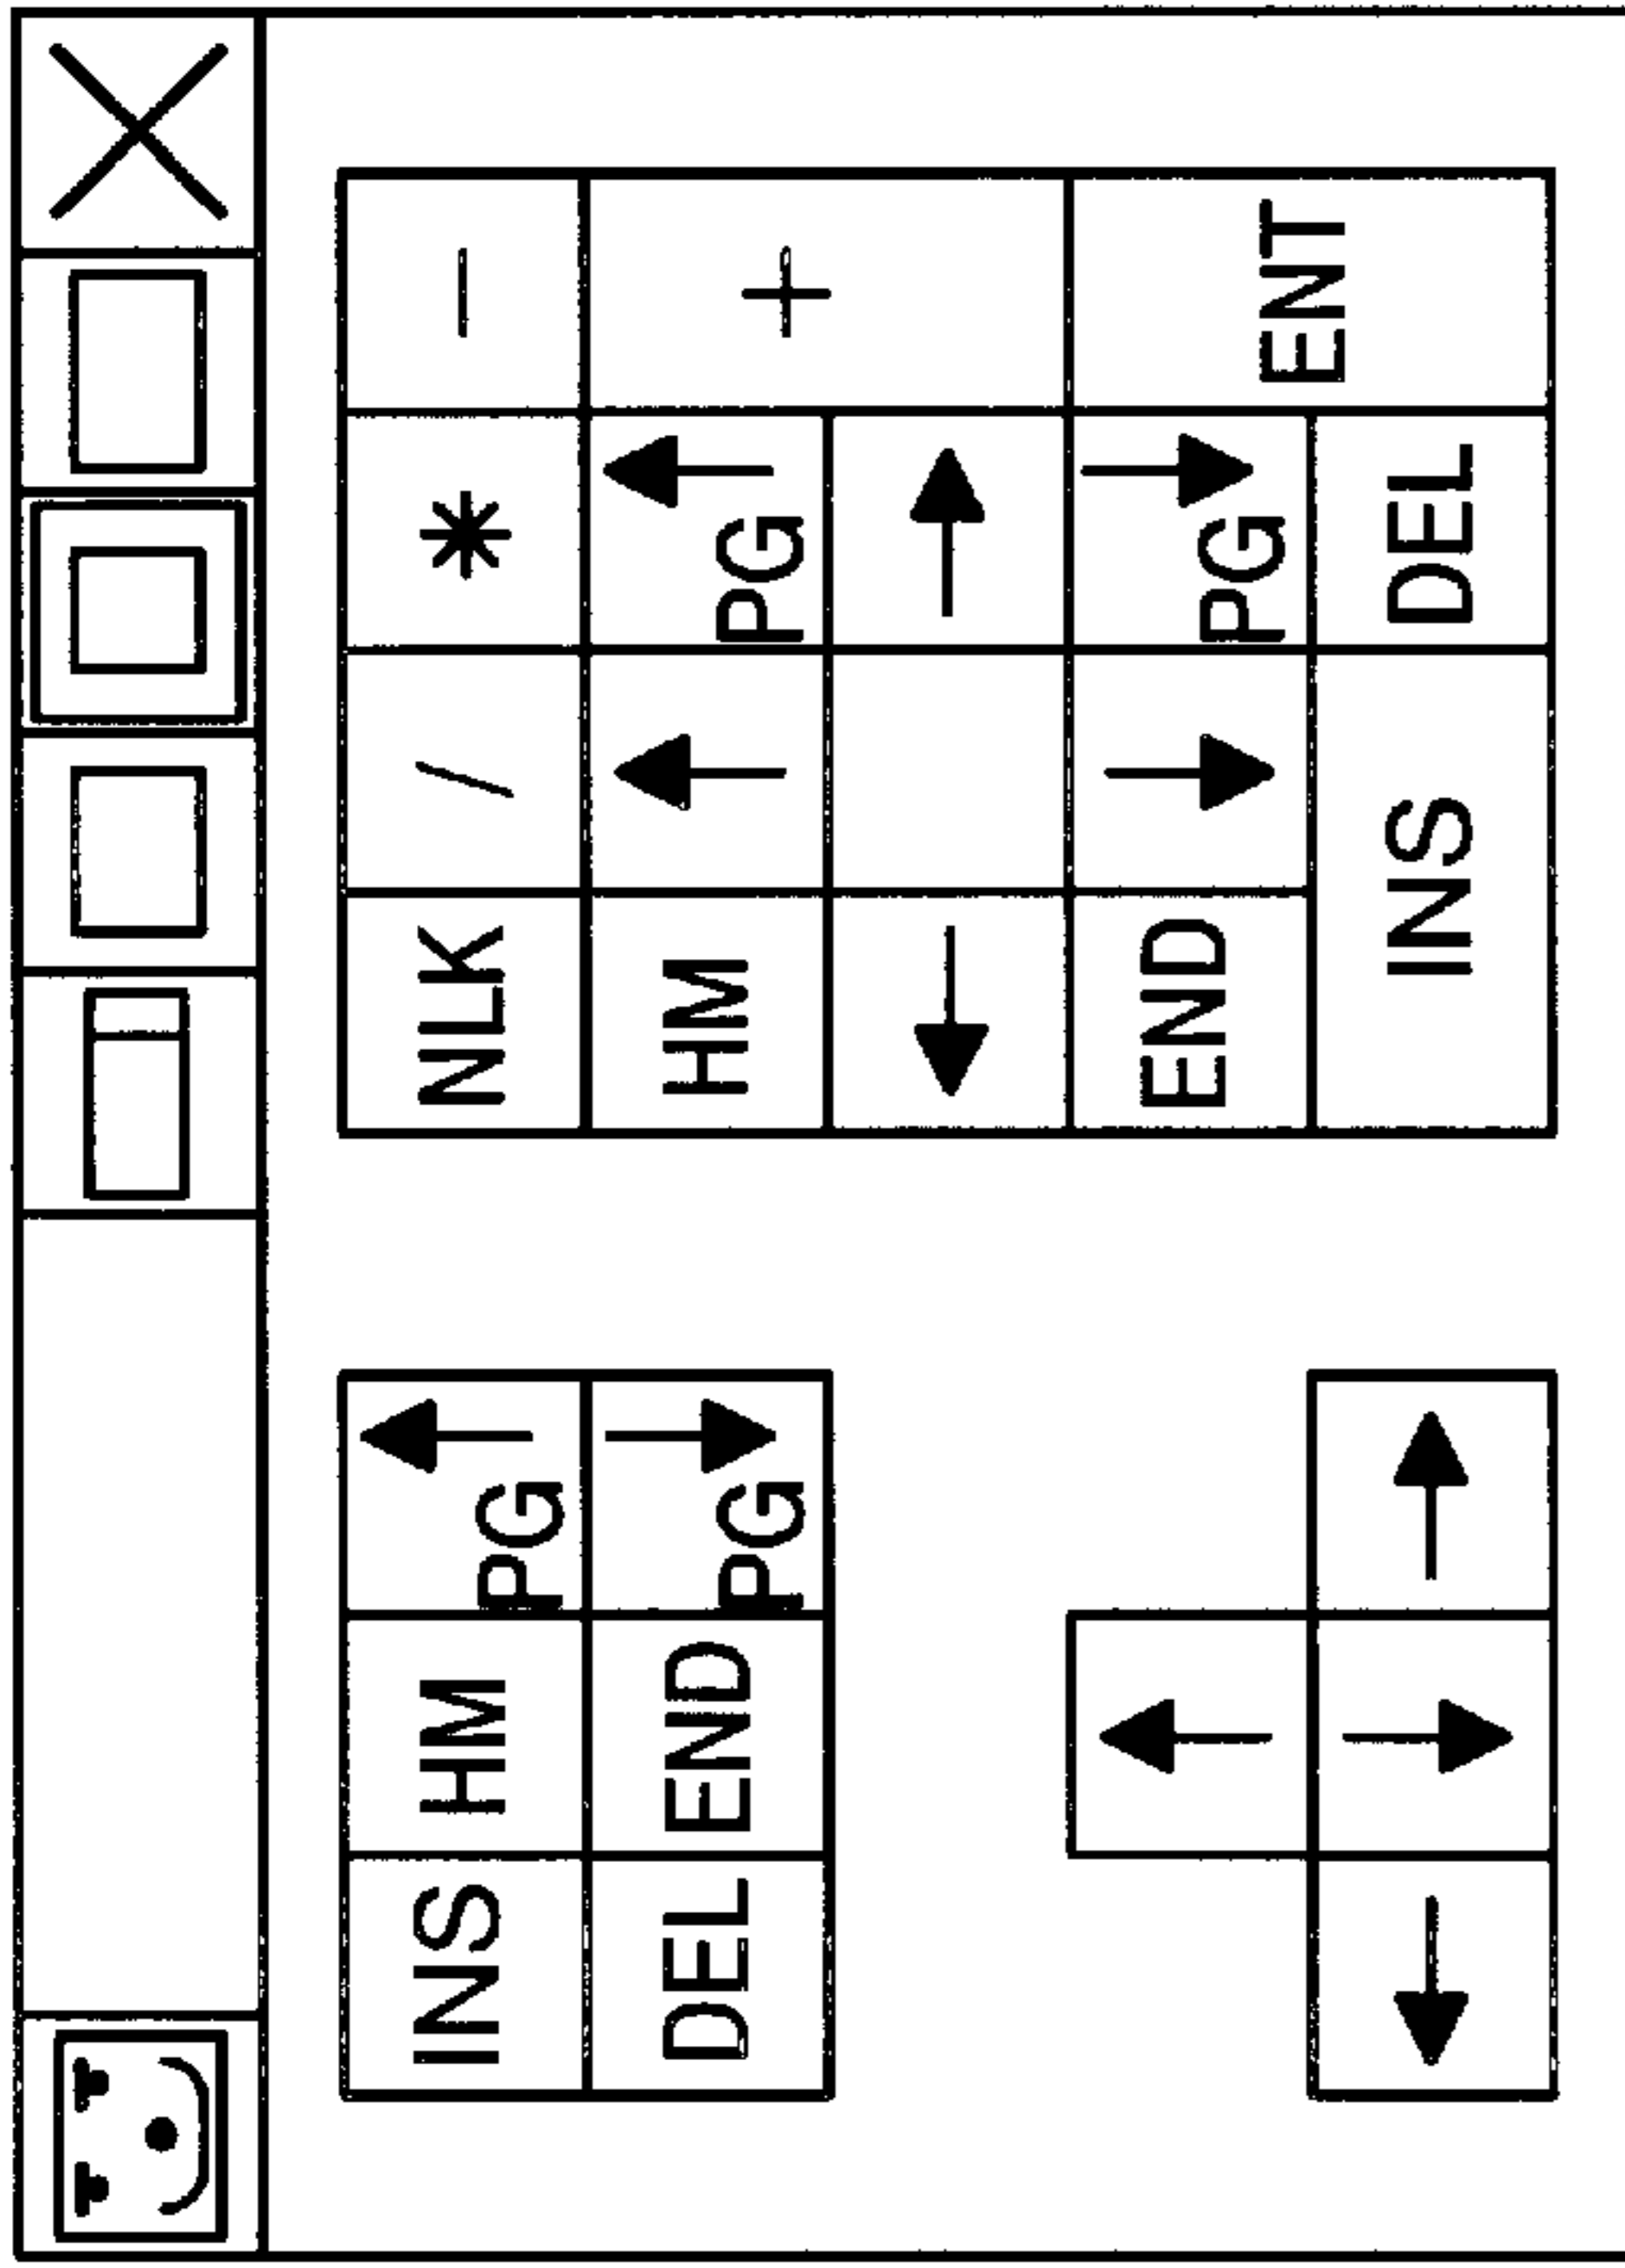 INS HM PG
DEL END PG
NLK / * −
HM PG +
END PG ENT
INS DEL